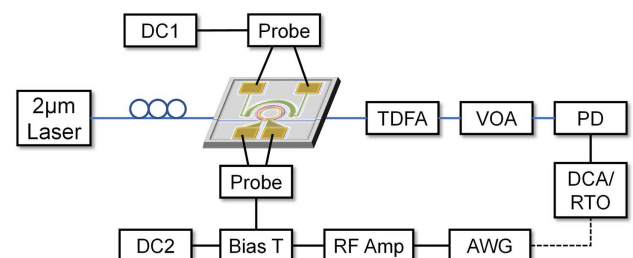 DC1
Probe
2μm
Laser
TDFA
VOA
PD
Probe
DCA/
RTO
DC2
Bias T
RF Amp
AWG